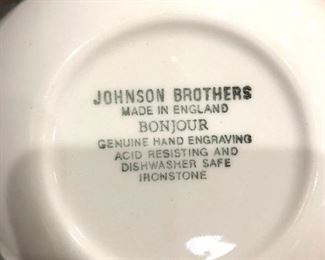 JOHNSON BROTHERS
MADE IN ENGLAND
BONJOUR
GENUINE HAND ENGRAVING
ACID RESISTING AND
DISHWASHER SAFE
IRONSTONE